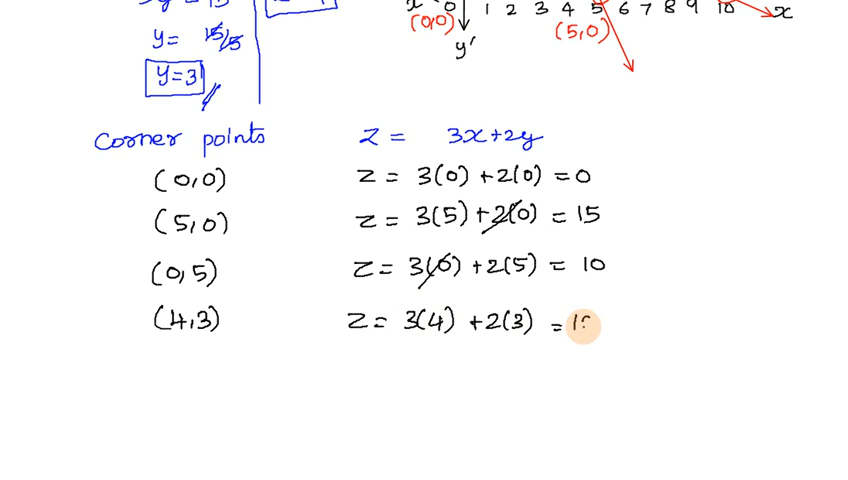 y = 15/5
y = 3
x 0 1 2 3 4 5 6 7 8 9 10 x
(0,0) y' (5,0)
Corner points Z = 3x+2y
(0,0) Z = 3(0) + 2(0) = 0
(5,0) Z = 3(5) + 2(0) = 15
(0,5) Z = 3(0) + 2(5) = 10
(4,3) Z = 3(4) + 2(3) =